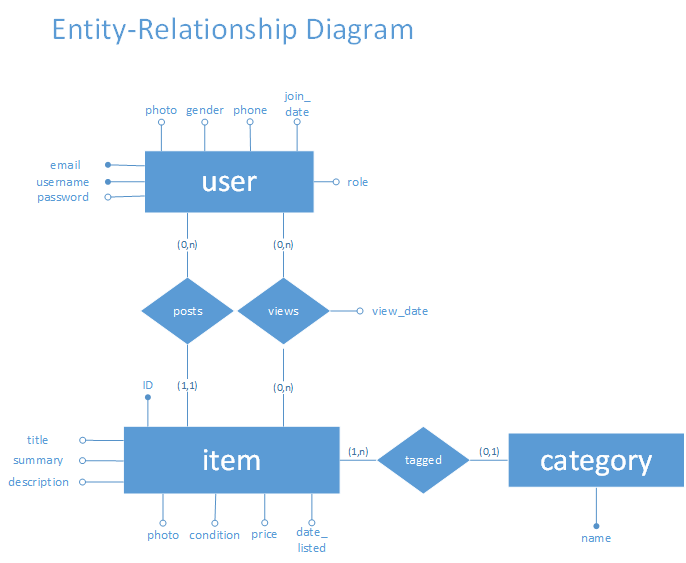 Entity-Relationship Diagram
photo gender phone join_
date
email
username
password
user
role
(0,n) (0,n)
posts views view_date
(1,1) (0,n)
ID
title
summary
description
item
(1,n) tagged (0,1)
category
photo condition price date_
listed
name